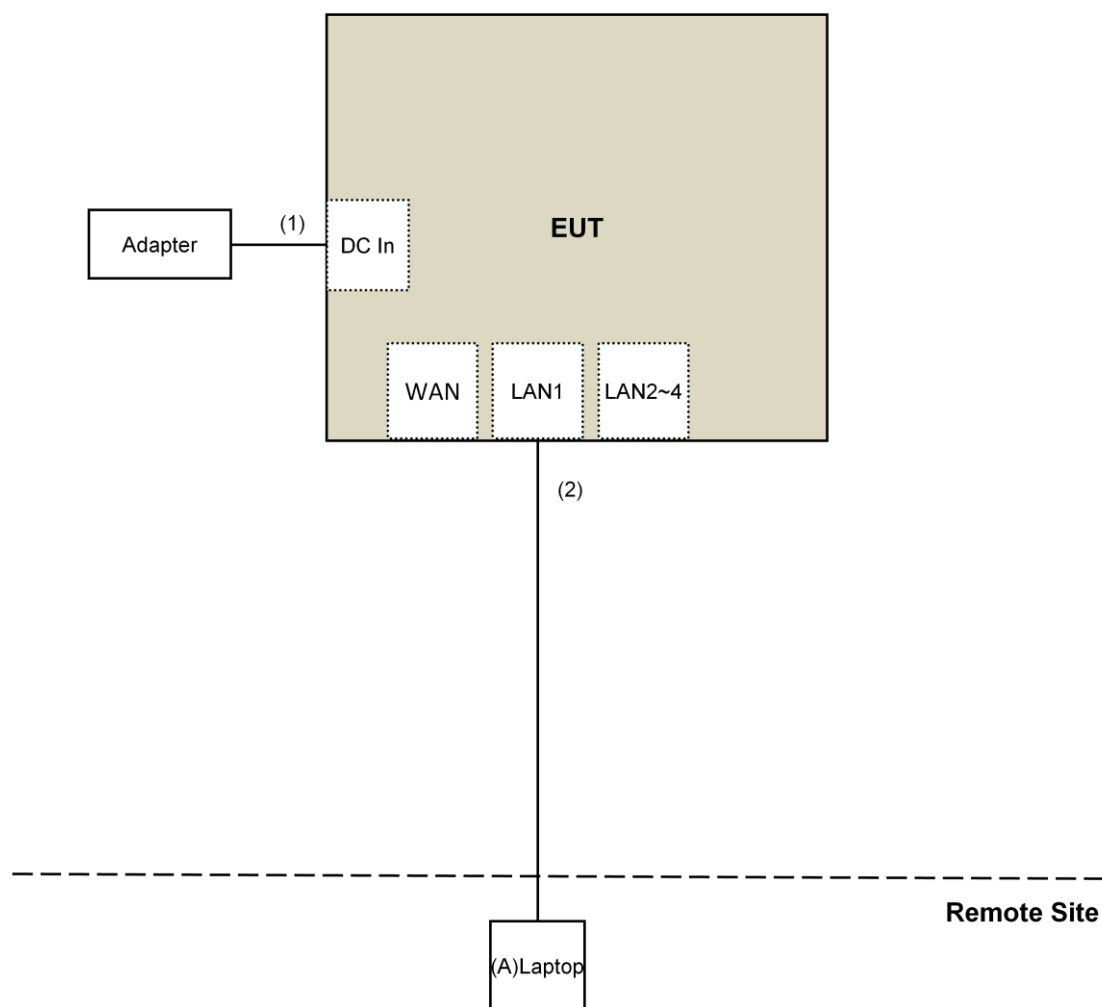 EUT
(1)
Adapter
DC In
WAN
LAN1
LAN2~4
(2)
Remote Site
(A)Laptop